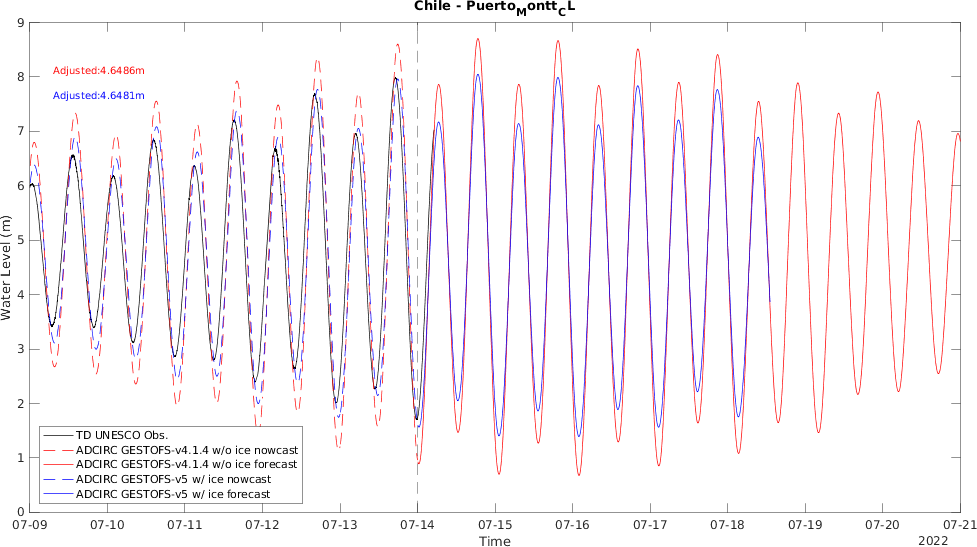 Chile - Puerto_Montt_CL
9
8
7
6
5
4
3
2
1
0
Water Level (m)
Adjusted:4.6486m
Adjusted:4.6481m
TD UNESCO Obs.
ADCIRC GESTOFS-v4.1.4 w/o ice nowcast
ADCIRC GESTOFS-v4.1.4 w/o ice forecast
ADCIRC GESTOFS-v5 w/ ice nowcast
ADCIRC GESTOFS-v5 w/ ice forecast
07-09 07-10 07-11 07-12 07-13 07-14 07-15 07-16 07-17 07-18 07-19 07-20 07-21
Time
2022